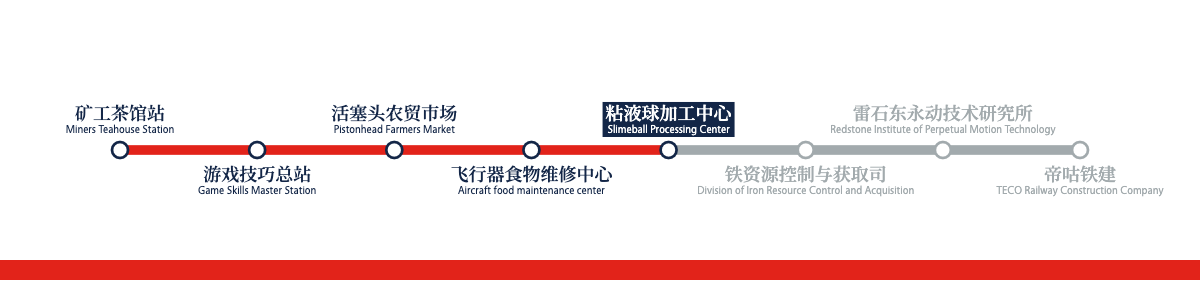 矿工茶馆站
Miners Teahouse Station
游戏技巧总站
Game Skills Master Station
活塞头农贸市场
Pistonhead Farmers Market
飞行器食物维修中心
Aircraft food maintenance center
粘液球加工中心
Slimeball Processing Center
铁资源控制与获取司
Division of Iron Resource Control and Acquisition
雷石东永动技术研究所
Redstone Institute of Perpetual Motion Technology
帝咕铁建
TECO Railway Construction Company